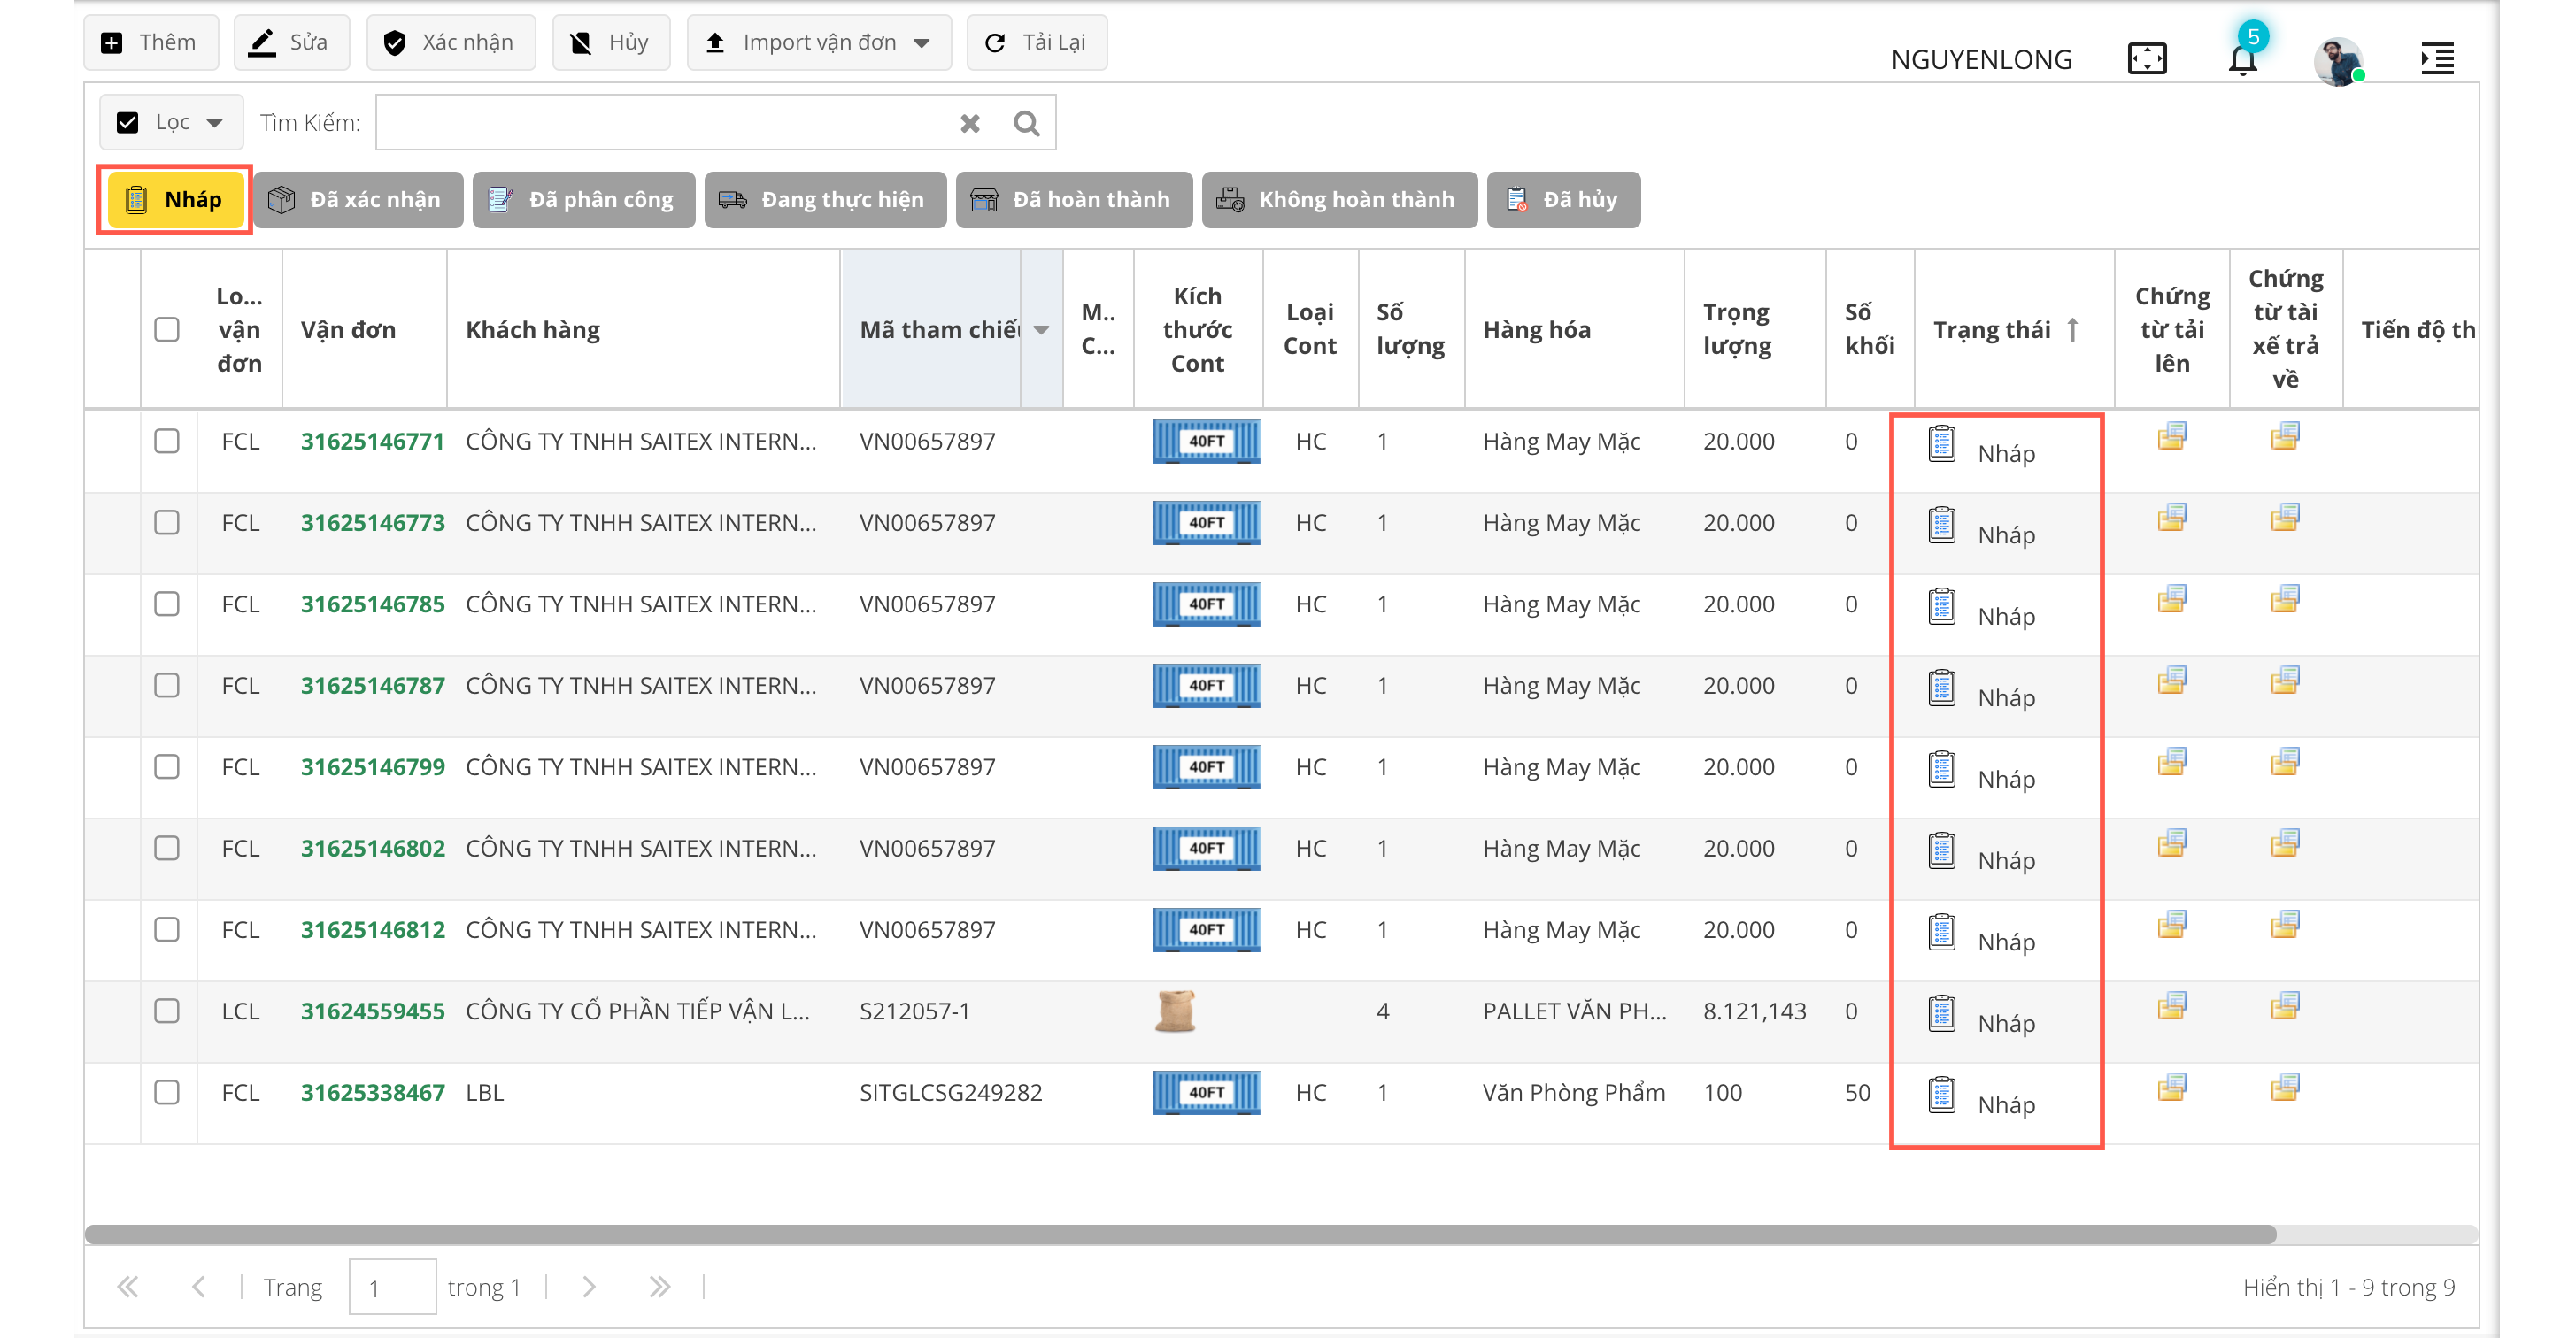 Thêm Sửa Xác nhận Hủy Import vận đơn Tải Lại
NGUYENLONG 5
Lọc Tìm Kiếm:
Nháp Đã xác nhận Đã phân công Đang thực hiện Đã hoàn thành Không hoàn thành Đã hủy
Lo... vận đơn Vận đơn Khách hàng Mã tham chiếu M.. C... Kích thước Cont Loại Cont Số lượng Hàng hóa Trọng lượng Số khối Trạng thái Chứng từ tải lên Chứng từ tài xế trả về Tiến độ th
FCL 31625146771 CÔNG TY TNHH SAITEX INTERN... VN00657897 40FT HC 1 Hàng May Mặc 20.000 0 Nháp
FCL 31625146773 CÔNG TY TNHH SAITEX INTERN... VN00657897 40FT HC 1 Hàng May Mặc 20.000 0 Nháp
FCL 31625146785 CÔNG TY TNHH SAITEX INTERN... VN00657897 40FT HC 1 Hàng May Mặc 20.000 0 Nháp
FCL 31625146787 CÔNG TY TNHH SAITEX INTERN... VN00657897 40FT HC 1 Hàng May Mặc 20.000 0 Nháp
FCL 31625146799 CÔNG TY TNHH SAITEX INTERN... VN00657897 40FT HC 1 Hàng May Mặc 20.000 0 Nháp
FCL 31625146802 CÔNG TY TNHH SAITEX INTERN... VN00657897 40FT HC 1 Hàng May Mặc 20.000 0 Nháp
FCL 31625146812 CÔNG TY TNHH SAITEX INTERN... VN00657897 40FT HC 1 Hàng May Mặc 20.000 0 Nháp
LCL 31624559455 CÔNG TY CỔ PHẦN TIẾP VẬN L... S212057-1 4 PALLET VĂN PH... 8.121,143 0 Nháp
FCL 31625338467 LBL SITGLCSG249282 40FT HC 1 Văn Phòng Phẩm 100 50 Nháp
Trang 1 trong 1 Hiển thị 1 - 9 trong 9